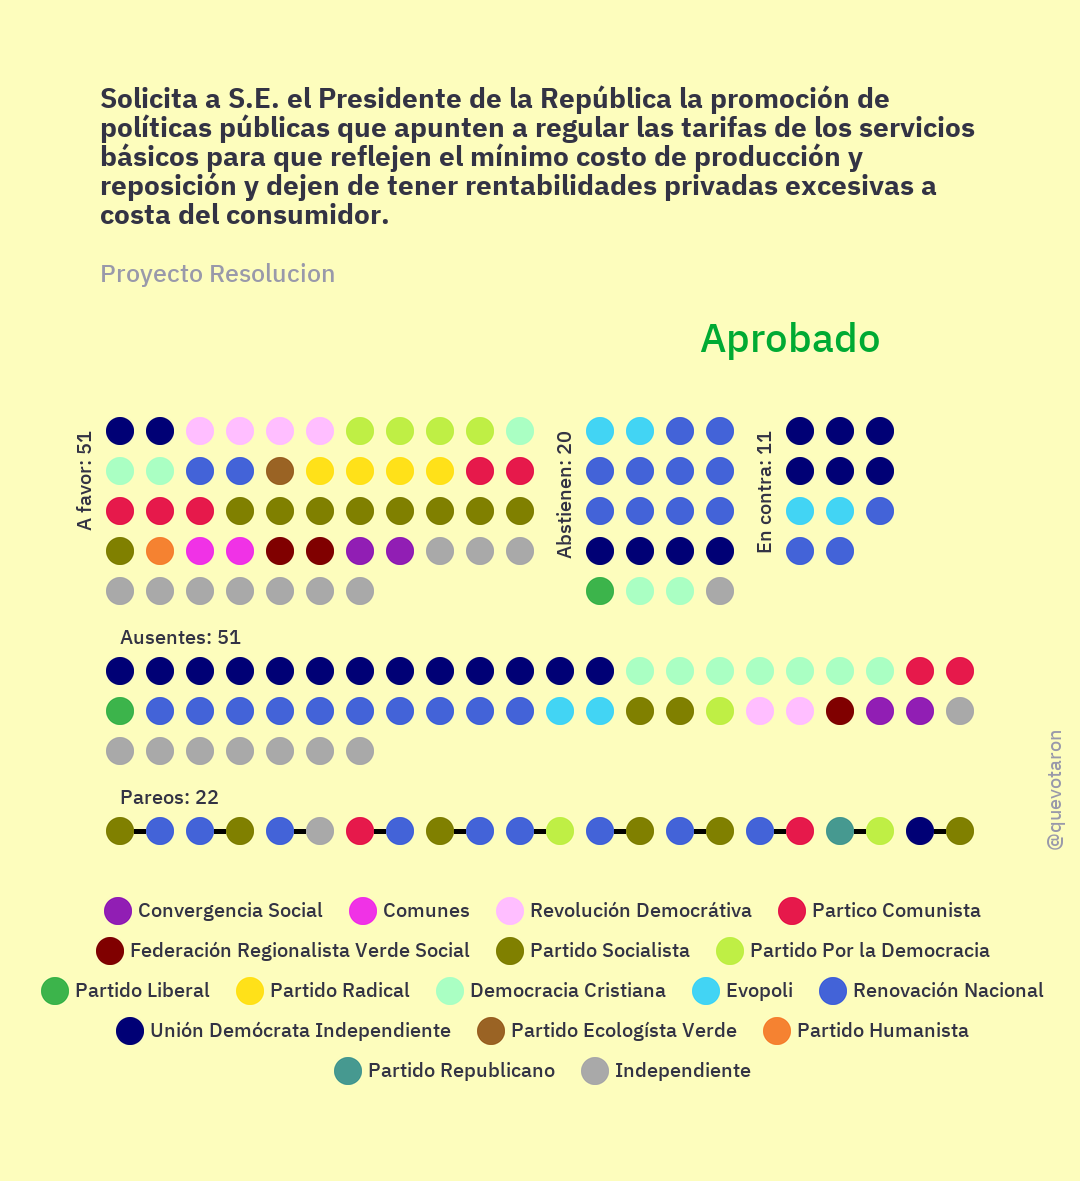 Solicita a S.E. el Presidente de la República la promoción de
políticas públicas que apunten a regular las tarifas de los servicios
básicos para que reflejen el mínimo costo de producción y
reposición y dejen de tener rentabilidades privadas excesivas a
costa del consumidor.
Proyecto Resolucion
Aprobado
A favor: 51
Abstienen: 20
En contra: 11
Ausentes: 51
Pareos: 22
@quevotaron
Convergencia Social Comunes Revolución Democrátiva Partico Comunista
Federación Regionalista Verde Social Partido Socialista Partido Por la Democracia
Partido Liberal Partido Radical Democracia Cristiana Evopoli Renovación Nacional
Unión Demócrata Independiente Partido Ecologísta Verde Partido Humanista
Partido Republicano Independiente